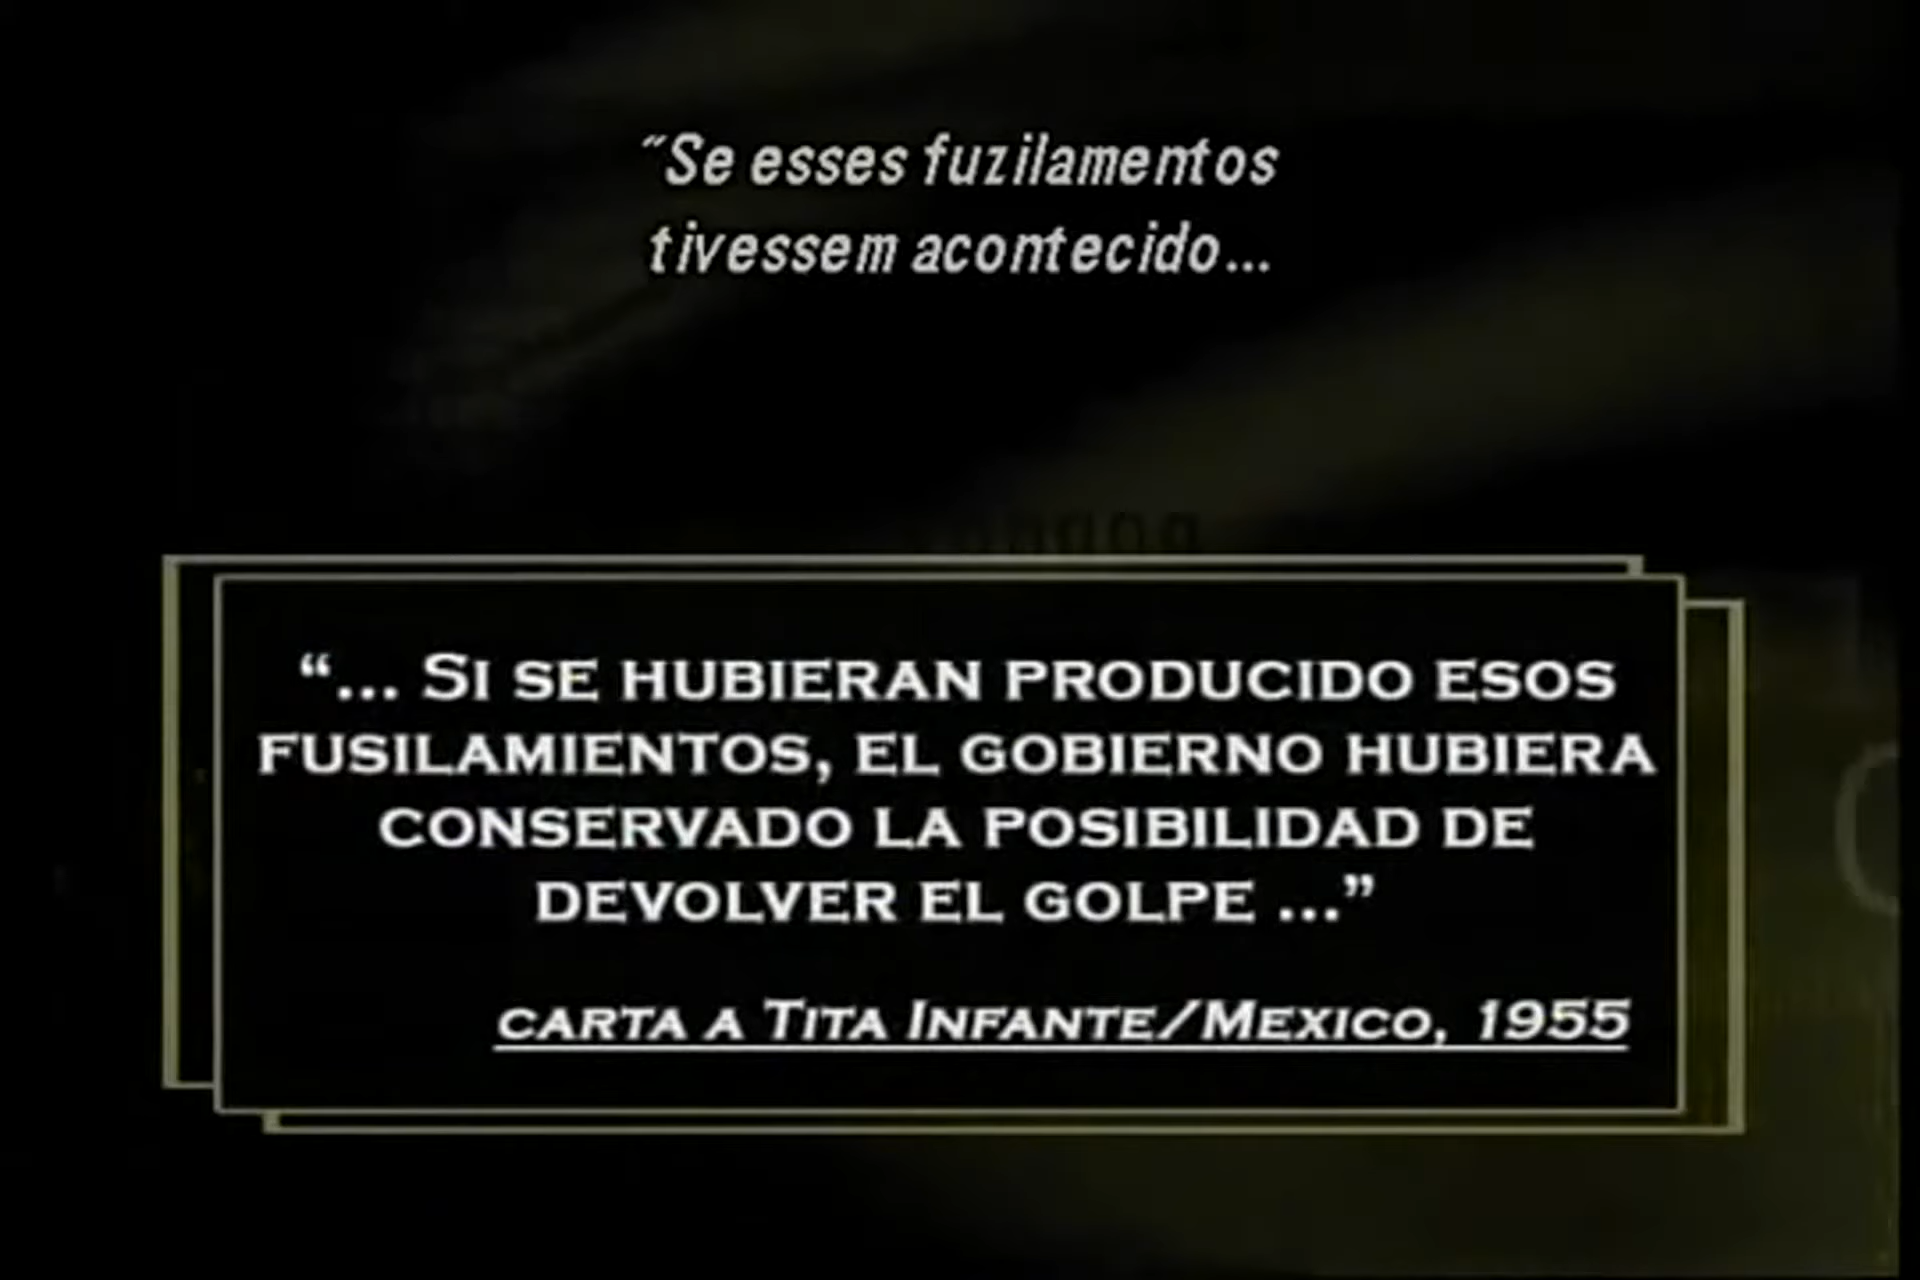 "Se esses fuzilamentos
tivessem acontecido...
“... SI SE HUBIERAN PRODUCIDO ESOS
FUSILAMIENTOS, EL GOBIERNO HUBIERA
CONSERVADO LA POSIBILIDAD DE
DEVOLVER EL GOLPE ...”
CARTA A TITA INFANTE/MEXICO, 1955